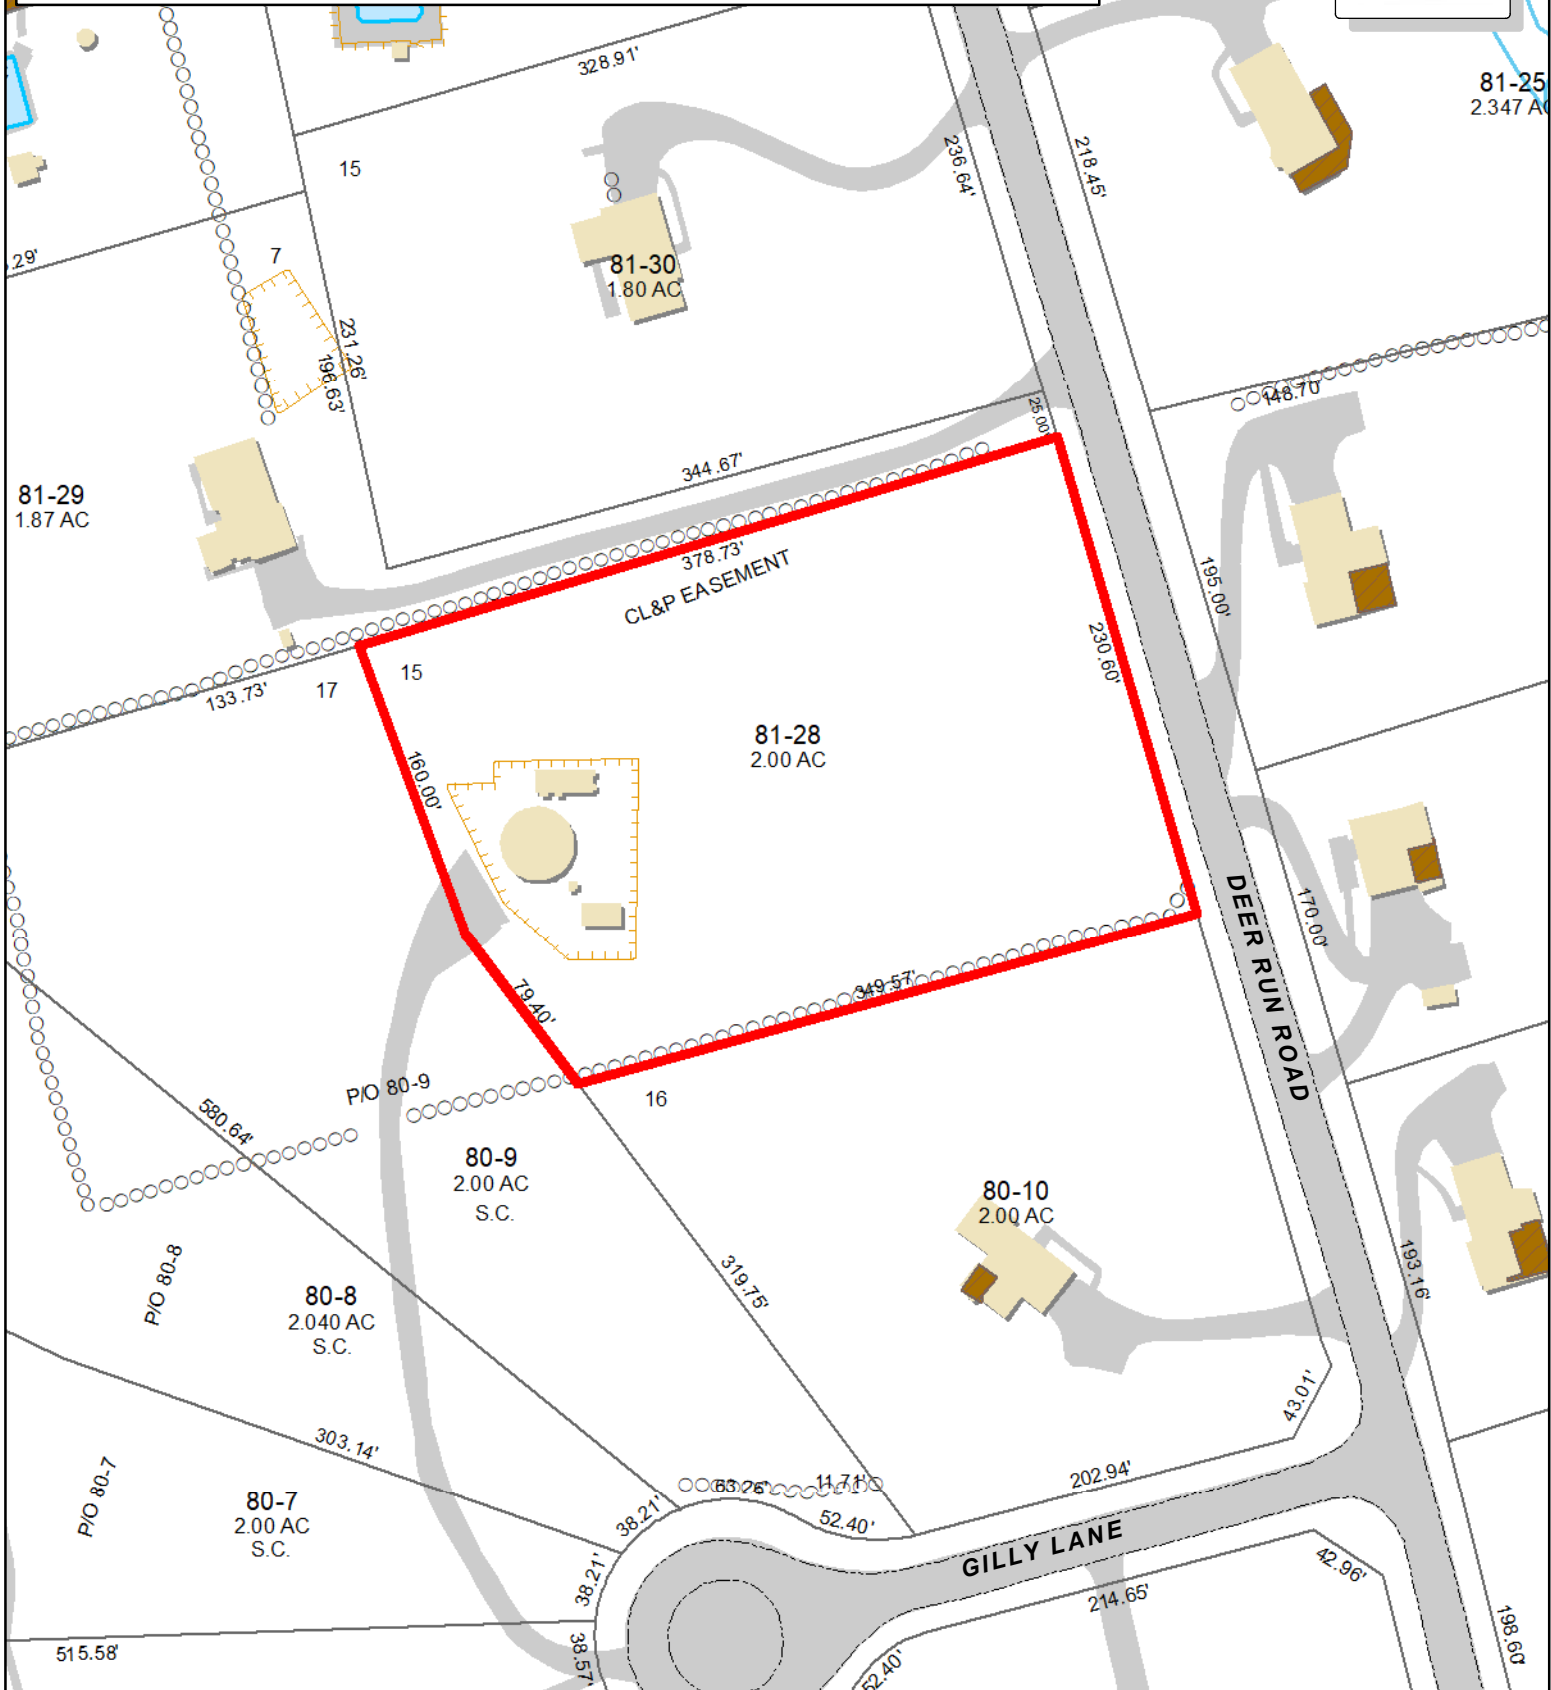 328.91'
81-25
2.347 AC
15
236.64'
218.45'
7
81-30
1.80 AC
231.26'
196.63'
148.70'
25.00'
344.67'
81-29
1.87 AC
378.73'
CL&P EASEMENT
195.00'
230.60'
15
17
133.73'
81-28
2.00 AC
160.00'
170.00'
DEER RUN ROAD
349.57'
79.40'
P/O 80-9
16
580.64'
80-9
2.00 AC
S.C.
80-10
2.00 AC
P/O 80-8
319.75'
193.16'
80-8
2.040 AC
S.C.
43.01'
303.14'
202.94'
11.71'
63.26'
P/O 80-7
80-7
2.00 AC
S.C.
38.21'
52.40'
GILLY LANE
42.96'
38.21'
214.65'
198.60'
515.58'
38.57'
52.40'